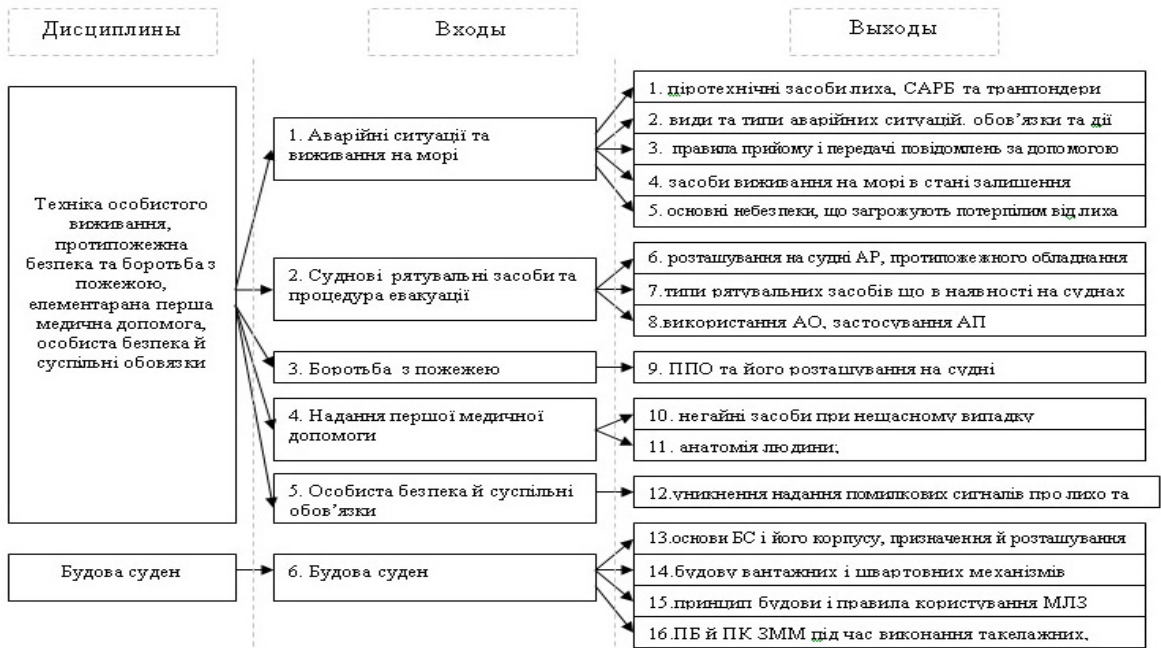 Дисциплины
Входы
Выходы
Техніка особистого
виживання,
протипожежна
безпека та боротьба з
пожежою,
елементарана перша
медична допомога,
особиста безпека й
суспільні обовязки
Будова суден
1. Аварійні ситуації та
виживання на морі
2. Суднові рятувальні засоби та
процедура евакуації
3. Боротьба з пожежею
4. Надання першої медичної
допомоги
5. Особиста безпека й суспільні
обов’язки
6. Будова суден
1. піротехнічні засоби лиха, САРБ та транпондери
2. види та типи аварійних ситуацій, обов’язки та дії
3. правила прийому і передачі повідомлень за допомогою
4. засоби виживання на морі в стані залишення
5. основні небезпеки, що загрожують потерпілим від лиха
6. розташування на судні АР, протипожежного обладнання
7.типи рятувальних засобів що в наявності на суднах
8.використання АО, застосування АП
9. ППО та його розташування на судні
10. негайні засоби при нещасному випадку
11. анатомія людини;
12.уникнення надання помилкових сигналів про лихо та
13.основи БС і його корпусу, призначення й розташування
14.будову вантажних і швартовних механізмів
15.принцип будови і правила користування МЛЗ
16.ПБ й ПК ЗММ під час виконання такелажних,